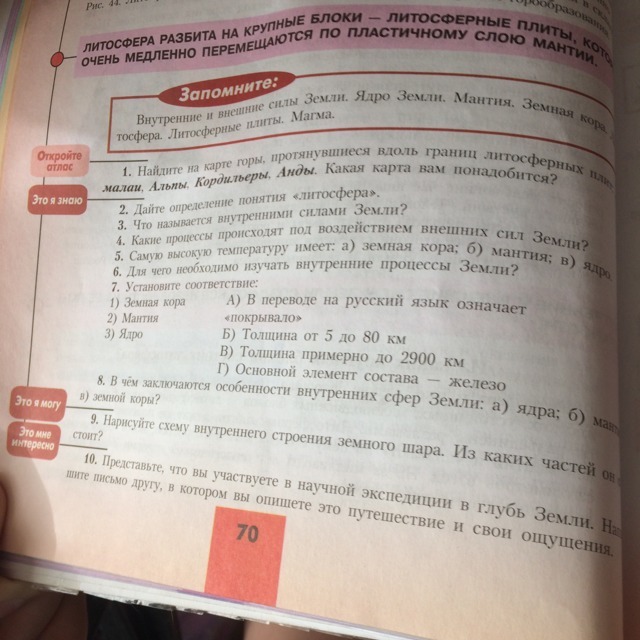 Рис. 44.
ЛИТОСФЕРА РАЗБИТА НА КРУПНЫЕ БЛОКИ — ЛИТОСФЕРНЫЕ ПЛИТЫ,
ОЧЕНЬ МЕДЛЕННО ПЕРЕМЕЩАЮТСЯ ПО ПЛАСТИЧНОМУ СЛОЮ МАНТИИ.
Запомните:
Внутренние и внешние силы Земли. Ядро Земли. Мантия. Земная кора.
тосфера. Литосферные плиты. Магма.
Откройте
атлас
1. Найдите на карте горы, протянувшиеся вдоль границ литосферных
малаи, Альпы, Кордильеры, Анды. Какая карта вам понадобится?
Это я знаю
2. Дайте определение понятия «литосфера».
3. Что называется внутренними силами Земли?
4. Какие процессы происходят под воздействием внешних сил Земли?
5. Самую высокую температуру имеет: а) земная кора; б) мантия; в) ядро.
6. Для чего необходимо изучать внутренние процессы Земли?
7. Установите соответствие:
1) Земная кора А) В переводе на русский язык означает
2) Мантия «покрывало»
3) Ядро Б) Толщина от 5 до 80 км
В) Толщина примерно до 2900 км
Г) Основной элемент состава — железо
8. В чём заключаются особенности внутренних сфер Земли: а) ядра; б)
в) земной коры?
Это я могу
9. Нарисуйте схему внутреннего строения земного шара. Из каких частей он
стоит?
Это мне
интересно
10. Представьте, что вы участвуете в научной экспедиции в глубь Земли.
шите письмо другу, в котором вы опишете это путешествие и свои ощущения.
70